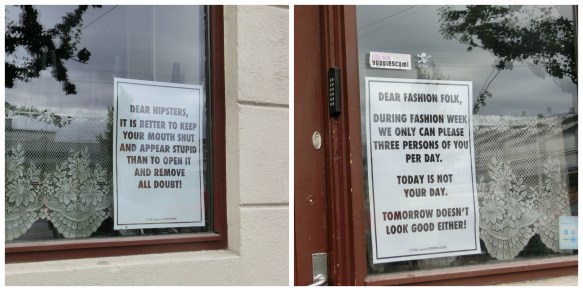 DEAR HIPSTERS,
IT IS BETTER TO KEEP
YOUR MOUTH SHUT
AND APPEAR STUPID
THAN TO OPEN IT
AND REMOVE
ALL DOUBT!
DEAR FASHION FOLK,
DURING FASHION WEEK
WE ONLY CAN PLEASE
THREE PERSONS OF YOU
PER DAY.
TODAY IS NOT
YOUR DAY.
TOMORROW DOESN'T
LOOK GOOD EITHER!